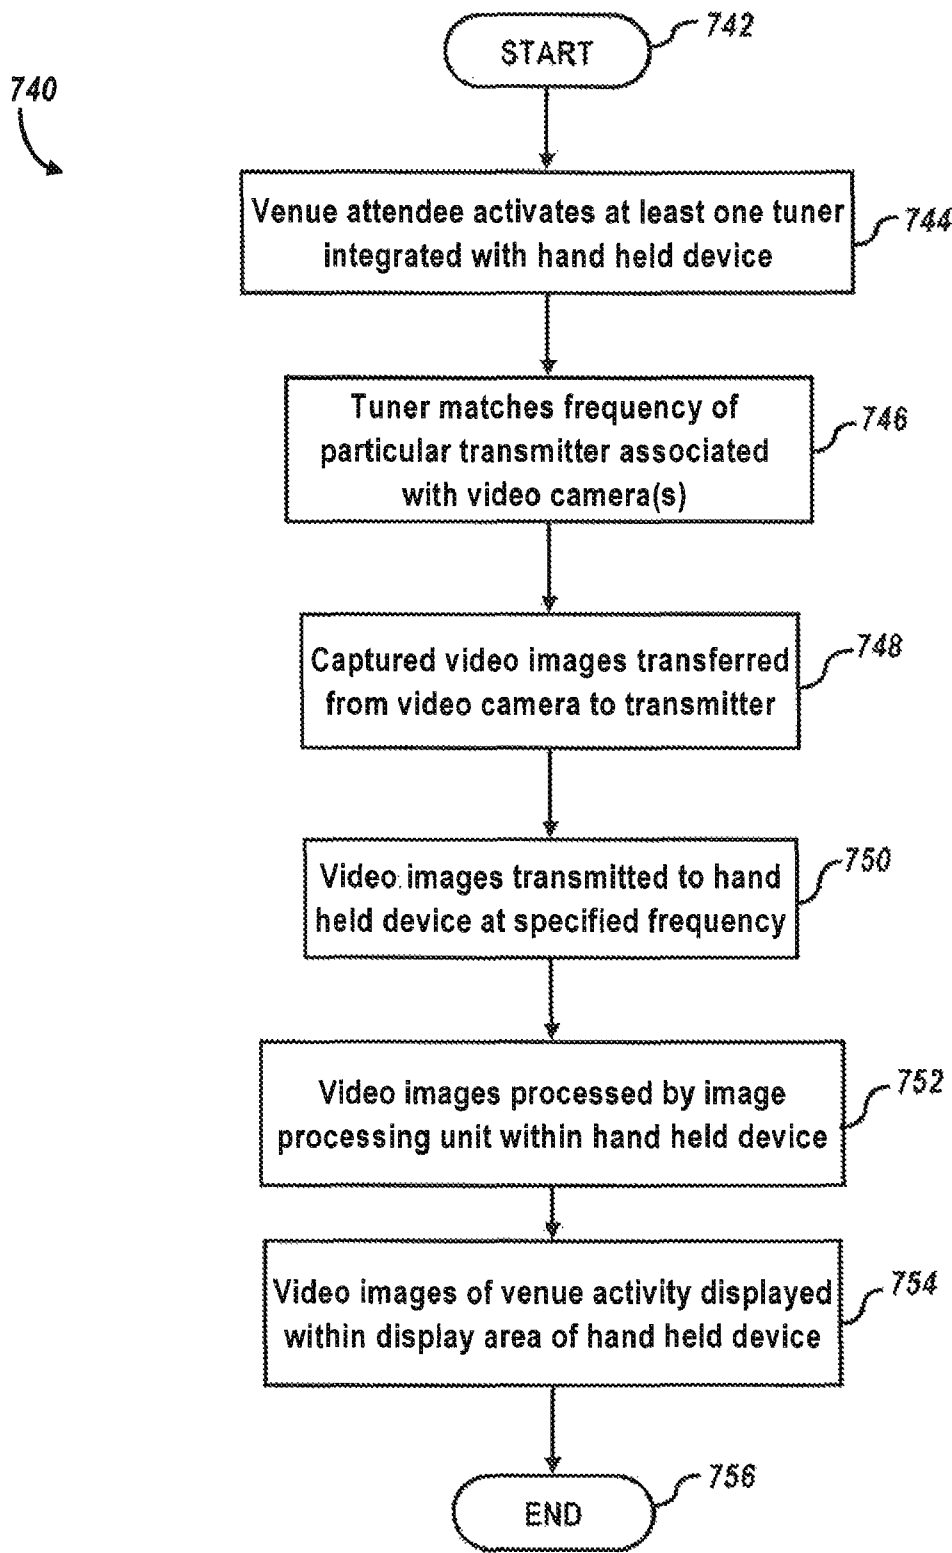 START
742
740
Venue attendee activates at least one tuner
integrated with hand held device
744
Tuner matches frequency of
particular transmitter associated
with video camera(s)
746
Captured video images transferred
from video camera to transmitter
748
Video images transmitted to hand
held device at specified frequency
750
Video images processed by image
processing unit within hand held device
752
Video images of venue activity displayed
within display area of hand held device
754
END
756